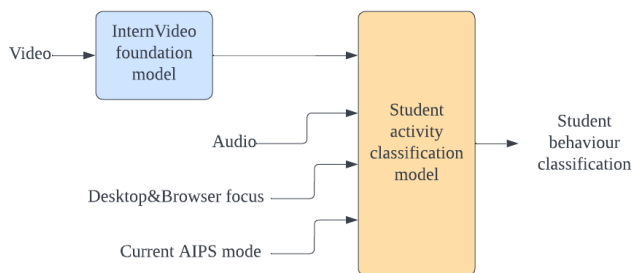 Video
InternVideo
foundation
model
Audio
Desktop&Browser focus
Current AIPS mode
Student
activity
classification
model
Student
behaviour
classification